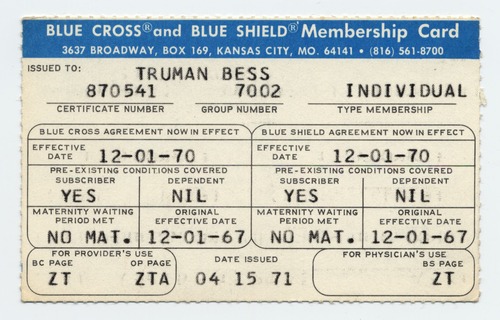 BLUE CROSS® and BLUE SHIELD® Membership Card
3637 BROADWAY, BOX 169, KANSAS CITY, MO. 64141 • (816) 561-8700
ISSUED TO: TRUMAN BESS
870541 7002 INDIVIDUAL
CERTIFICATE NUMBER GROUP NUMBER TYPE MEMBERSHIP
BLUE CROSS AGREEMENT NOW IN EFFECT BLUE SHIELD AGREEMENT NOW IN EFFECT
EFFECTIVE DATE 12-01-70 EFFECTIVE DATE 12-01-70
PRE-EXISTING CONDITIONS COVERED PRE-EXISTING CONDITIONS COVERED
SUBSCRIBER DEPENDENT SUBSCRIBER DEPENDENT
YES NIL YES NIL
MATERNITY WAITING PERIOD MET ORIGINAL EFFECTIVE DATE MATERNITY WAITING PERIOD MET ORIGINAL EFFECTIVE DATE
NO MAT. 12-01-67 NO MAT. 12-01-67
FOR PROVIDER'S USE DATE ISSUED FOR PHYSICIAN'S USE
BC PAGE OP PAGE BS PAGE
ZT ZTA 04 15 71 ZT